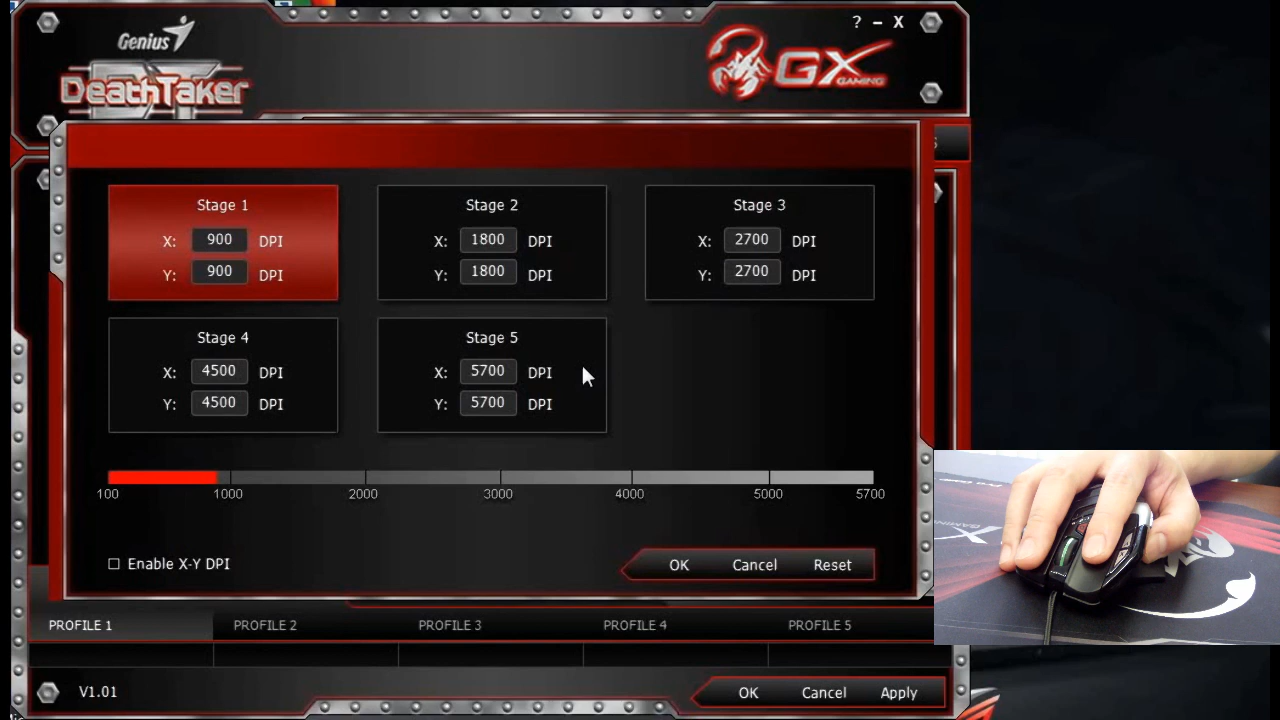 ? – X
Genius
DeathTaker
GX
GAMING
Stage 1
X: 900 DPI
Y: 900 DPI
Stage 2
X: 1800 DPI
Y: 1800 DPI
Stage 3
X: 2700 DPI
Y: 2700 DPI
Stage 4
X: 4500 DPI
Y: 4500 DPI
Stage 5
X: 5700 DPI
Y: 5700 DPI
100 1000 2000 3000 4000 5000 5700
Enable X-Y DPI
OK Cancel Reset
PROFILE 1 PROFILE 2 PROFILE 3 PROFILE 4 PROFILE 5
V1.01
OK Cancel Apply